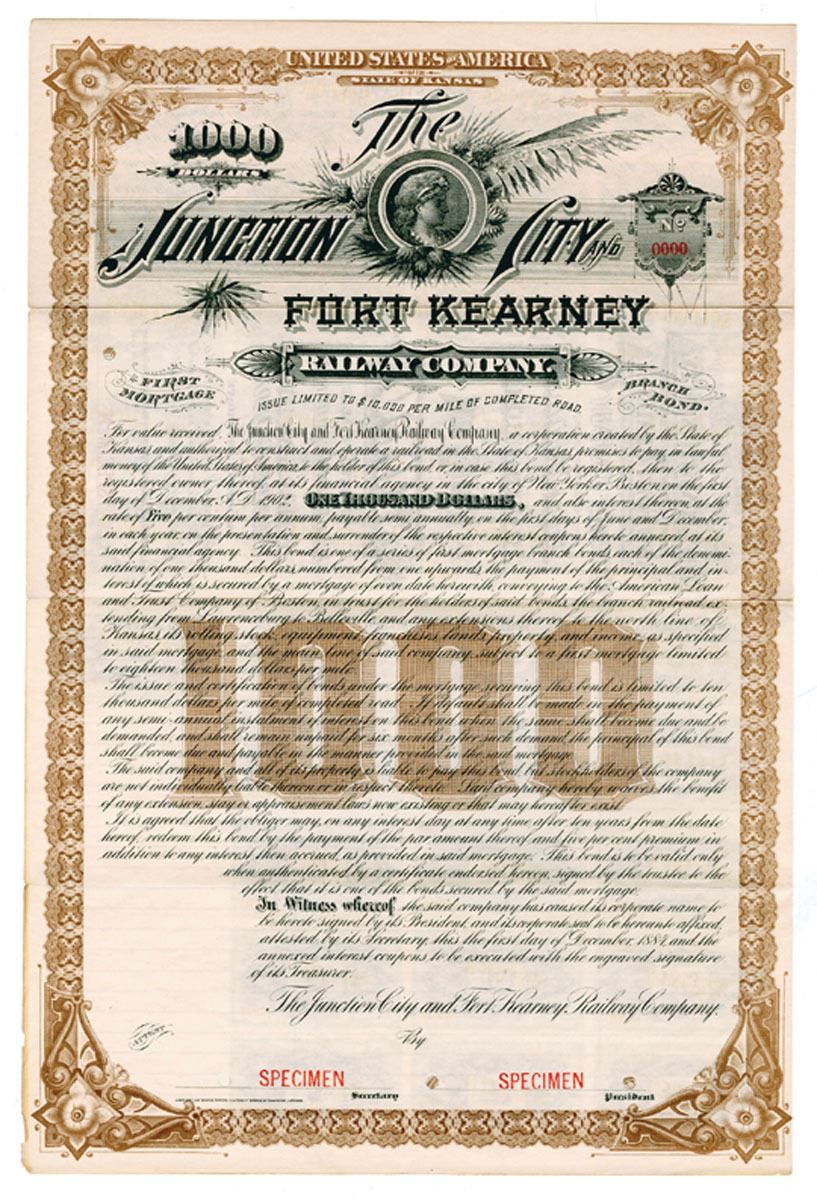 UNITED STATES OF AMERICA
STATE OF KANSAS
1000
DOLLARS
The
JUNCTION CITY AND
No
0000
FORT KEARNEY
RAILWAY COMPANY.
FIRST
MORTGAGE
BRANCH
BOND.
ISSUE LIMITED TO $10,000 PER MILE OF COMPLETED ROAD.
For value received, The Junction City and Fort Kearney Railway Company, a corporation created by the State of
Kansas and authorized to construct and operate a railroad in the State of Kansas, promises to pay in lawful
money of the United States of America, to the holder of this bond, or in case this bond be registered, then to the
registered owner thereof, at its financial agency in the city of New York or Boston, on the first
day of December, A.D. 1902, ONE THOUSAND DOLLARS, and also interest thereon, at the
rate of Five per centum per annum, payable semi annually, on the first days of June and December,
in each year, on the presentation and surrender of the respective interest coupons hereto annexed, at its
said financial agency. This bond is one of a series of first mortgage branch bonds, each of the denomi
nation of one thousand dollars, numbered from one upwards, the payment of the principal and in-
terest of which is secured by a mortgage of even date herewith, conveying to the American Loan
and Trust Company of Boston, in trust for the holders of said bonds, the branch railroad ex-
tending from Lawrenceburg to Belleville, and any extensions thereof to the north line of
Kansas, its rolling stock, equipment, franchises, lands, property, and income, as specified
in said mortgage, and the main line of said company, subject to a first mortgage limited
to eighteen thousand dollars per mile.
The issue and certification of bonds under the mortgage securing this bond is limited to ten
thousand dollars per mile of completed road. If default shall be made in the payment of
any semi-annual instalment of interest on this bond when the same shall become due and be
demanded, and shall remain unpaid for six months after such demand, the principal of this bond
shall become due and payable in the manner provided in the said mortgage.
The said company and all of its property is liable to pay this bond, but stockholders of the company
are not individually liable thereon or in respect thereto. Said company hereby waives the benefit
of any extension, stay or appraisement laws now existing or that may hereafter exist.
It is agreed that the obligor may, on any interest day at any time after ten years from the date
hereof, redeem this bond by the payment of the par amount thereof and five per cent premium, in
addition to any interest then accrued, as provided in said mortgage. This bond is to be valid only
when authenticated by a certificate endorsed hereon, signed by the trustee to the
effect that it is one of the bonds secured by the said mortgage.
1000
In Witness whereof, the said company has caused its corporate name to
be hereto signed by its President, and its corporate seal to be hereunto affixed,
attested by its Secretary, this the first day of December, 1882, and the
annexed interest coupons to be executed with the engraved signature
of its Treasurer.
The Junction City and Fort Kearney Railway Company,
By
ATTEST
SPECIMEN
SPECIMEN
Secretary
President